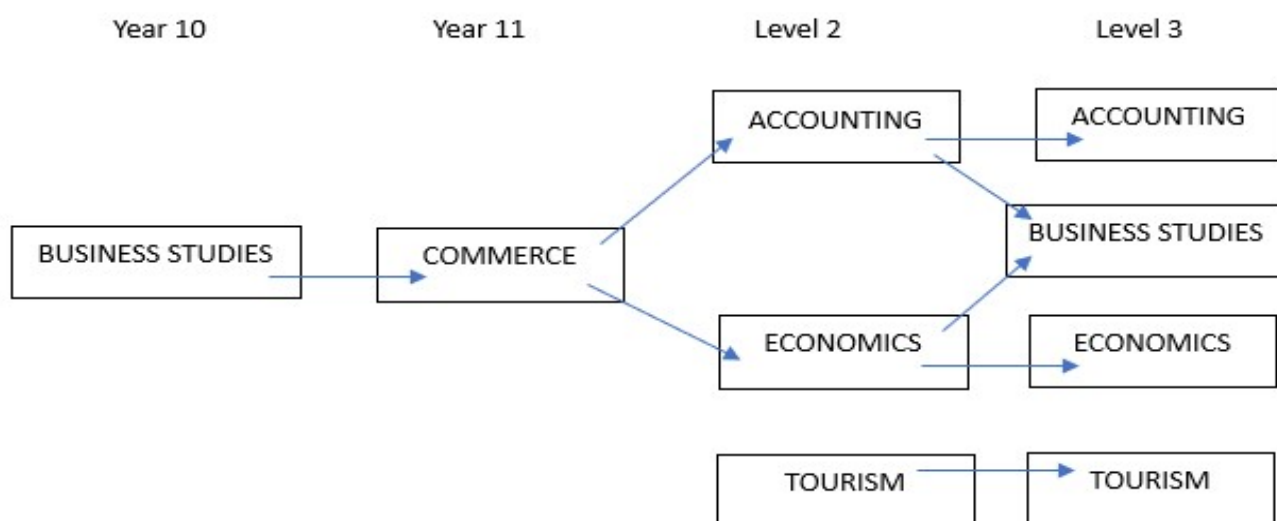 Year 10 Year 11 Level 2 Level 3
ACCOUNTING ACCOUNTING
BUSINESS STUDIES
BUSINESS STUDIES COMMERCE
ECONOMICS ECONOMICS
TOURISM TOURISM